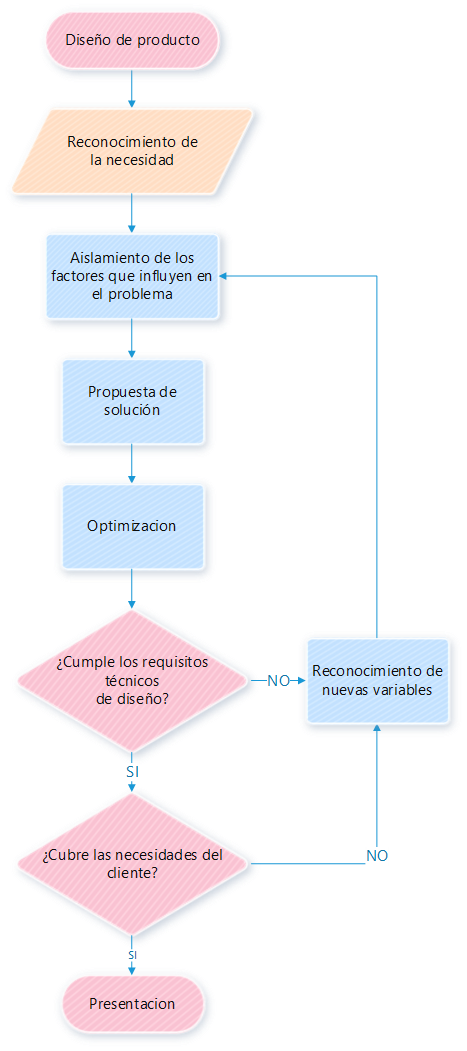 Diseño de producto
Reconocimiento de
la necesidad
Aislamiento de los
factores que influyen en
el problema
Propuesta de
solución
Optimizacion
¿Cumple los requisitos
técnicos
de diseño?
NO
Reconocimiento de
nuevas variables
SI
¿Cubre las necesidades del
cliente?
NO
SI
Presentacion